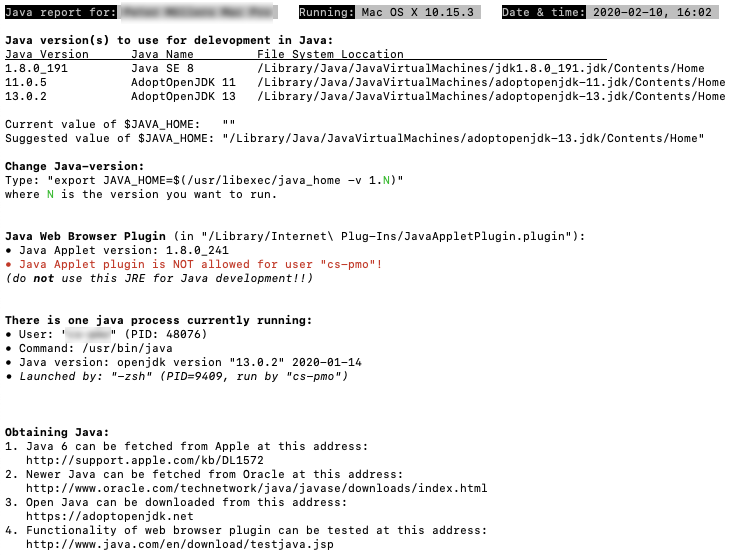 Java report for: Running: Mac OS X 10.15.3 Date & time: 2020-02-10, 16:02
Java version(s) to use for delevopment in Java:
Java Version Java Name File System Loccation
1.8.0_191 Java SE 8 /Library/Java/JavaVirtualMachines/jdk1.8.0_191.jdk/Contents/Home
11.0.5 AdoptOpenJDK 11 /Library/Java/JavaVirtualMachines/adoptopenjdk-11.jdk/Contents/Home
13.0.2 AdoptOpenJDK 13 /Library/Java/JavaVirtualMachines/adoptopenjdk-13.jdk/Contents/Home
Current value of $JAVA_HOME: ""
Suggested value of $JAVA_HOME: "/Library/Java/JavaVirtualMachines/adoptopenjdk-13.jdk/Contents/Home"
Change Java-version:
Type: "export JAVA_HOME=$(/usr/libexec/java_home -v 1.N)"
where N is the version you want to run.
Java Web Browser Plugin (in "/Library/Internet\ Plug-Ins/JavaAppletPlugin.plugin"):
• Java Applet version: 1.8.0_241
• Java Applet plugin is NOT allowed for user "cs-pmo"!
(do not use this JRE for Java development!!)
There is one java process currently running:
• User: "" (PID: 48076)
• Command: /usr/bin/java
• Java version: openjdk version "13.0.2" 2020-01-14
• Launched by: "-zsh" (PID=9409, run by "cs-pmo")
Obtaining Java:
1. Java 6 can be fetched from Apple at this address:
http://support.apple.com/kb/DL1572
2. Newer Java can be fetched from Oracle at this address:
http://www.oracle.com/technetwork/java/javase/downloads/index.html
3. Open Java can be downloaded from this address:
https://adoptopenjdk.net
4. Functionality of web browser plugin can be tested at this address:
http://www.java.com/en/download/testjava.jsp